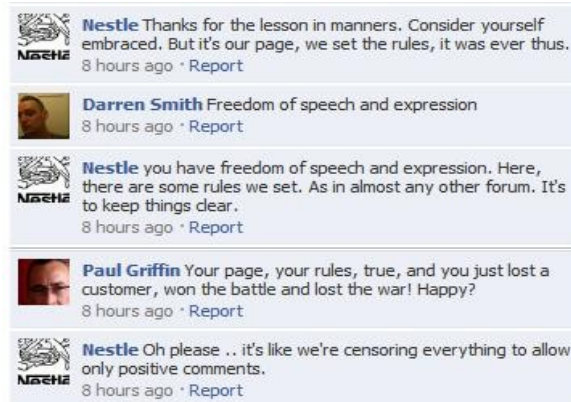 Nestle Thanks for the lesson in manners. Consider yourself
embraced. But it's our page, we set the rules, it was ever thus.
Nestlé
8 hours ago · Report
Darren Smith Freedom of speech and expression
8 hours ago · Report
Nestle you have freedom of speech and expression. Here,
there are some rules we set. As in almost any other forum. It's
Nestlé
to keep things clear.
8 hours ago · Report
Paul Griffin Your page, your rules, true, and you just lost a
customer, won the battle and lost the war! Happy?
8 hours ago · Report
Nestle Oh please .. it's like we're censoring everything to allow
only positive comments.
Nestlé
8 hours ago · Report